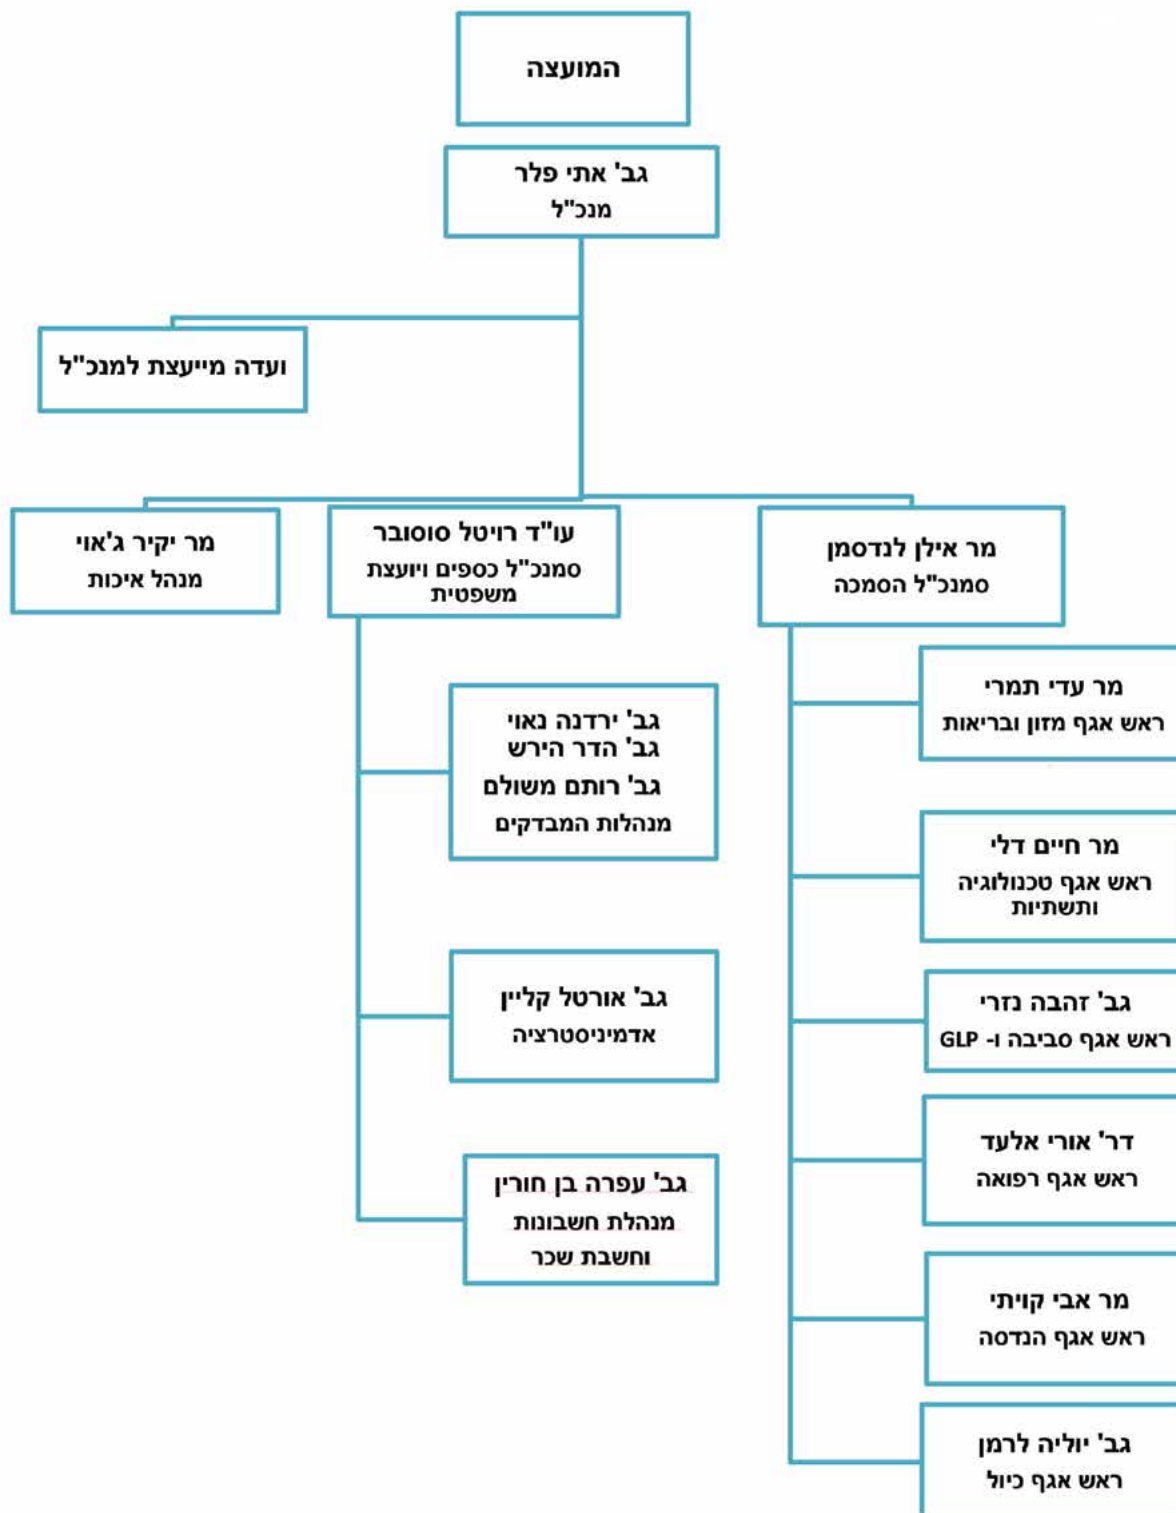 המועצה
גב' אתי פלר
מנכ"ל
ועדה מייעצת למנכ"ל
מר אילן לנדסמן
סמנכ"ל הסמכה
עו"ד רויטל סוסובר
סמנכ"ל כספים ויועצת
משפטית
מר יקיר ג'אוי
מנהל איכות
מר עדי תמרי
ראש אגף מזון ובריאות
מר חיים דלי
ראש אגף טכנולוגיה
ותשתיות
גב' זהבה נזרי
ראש אגף סביבה ו- GLP
דר' אורי אלעד
ראש אגף רפואה
מר אבי קויתי
ראש אגף הנדסה
גב' יוליה לרמן
ראש אגף כיול
גב' ירדנה נאוי
גב' הדר הירש
גב' רותם משולם
מנהלות המבדקים
גב' אורטל קליין
אדמיניסטרציה
גב' עפרה בן חורין
מנהלת חשבונות
וחשבת שכר